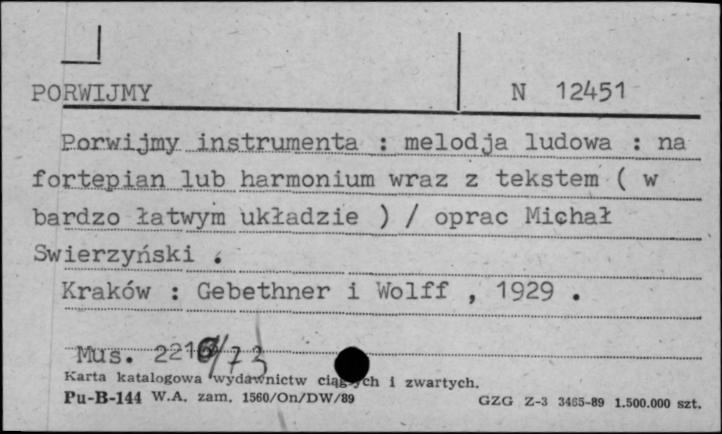 PORWIJMY N 12451
Porwijmy instrumenta : melodja ludowa : na
fortepian lub harmonium wraz z tekstem ( w
bardzo łatwym układzie ) / oprac Michał
Swierzyński .
Kraków : Gebethner i Wolff , 1929 .
Mus. 2216/73
Karta katalogowa wydawnictw ciągłych i zwartych.
Pu-B-144 W.A. zam. 1560/On/DW/89 GZG Z-3 3465-89 1.500.000 szt.